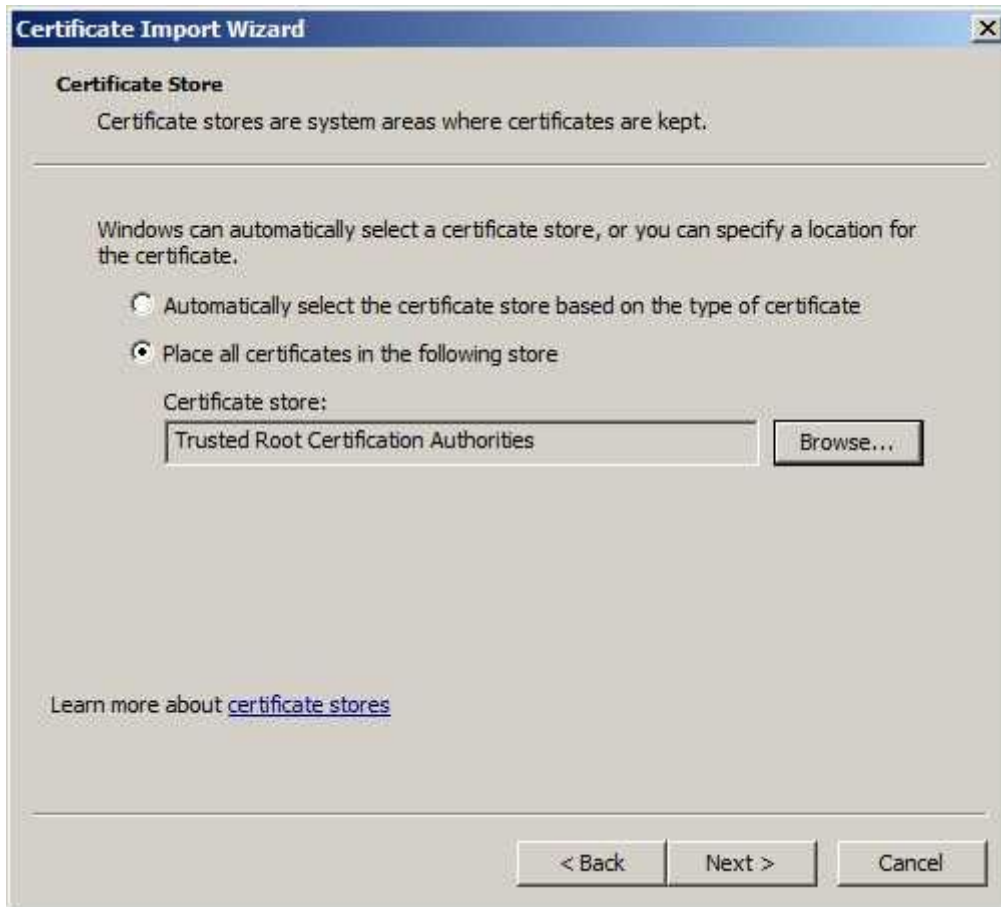 Certificate Import Wizard
Certificate Store
Certificate stores are system areas where certificates are kept.
Windows can automatically select a certificate store, or you can specify a location for
the certificate.
Automatically select the certificate store based on the type of certificate
Place all certificates in the following store
Certificate store:
Trusted Root Certification Authorities
Browse...
Learn more about certificate stores
< Back
Next >
Cancel